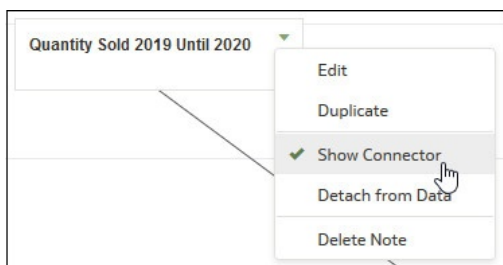 Quantity Sold 2019 Until 2020
Edit
Duplicate
Show Connector
Detach from Data
Delete Note